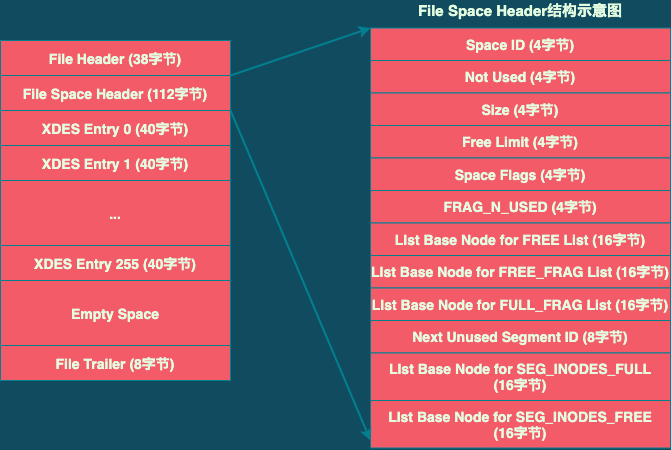 File Space Header结构示意图
File Header (38字节)
File Space Header (112字节)
XDES Entry 0 (40字节)
XDES Entry 1 (40字节)
...
XDES Entry 255 (40字节)
Empty Space
File Trailer (8字节)
Space ID (4字节)
Not Used (4字节)
Size (4字节)
Free Limit (4字节)
Space Flags (4字节)
FRAG_N_USED (4字节)
LIst Base Node for FREE List (16字节)
LIst Base Node for FREE_FRAG List (16字节)
LIst Base Node for FULL_FRAG List (16字节)
Next Unused Segment ID (8字节)
LIst Base Node for SEG_INODES_FULL
(16字节)
LIst Base Node for SEG_INODES_FREE
(16字节)